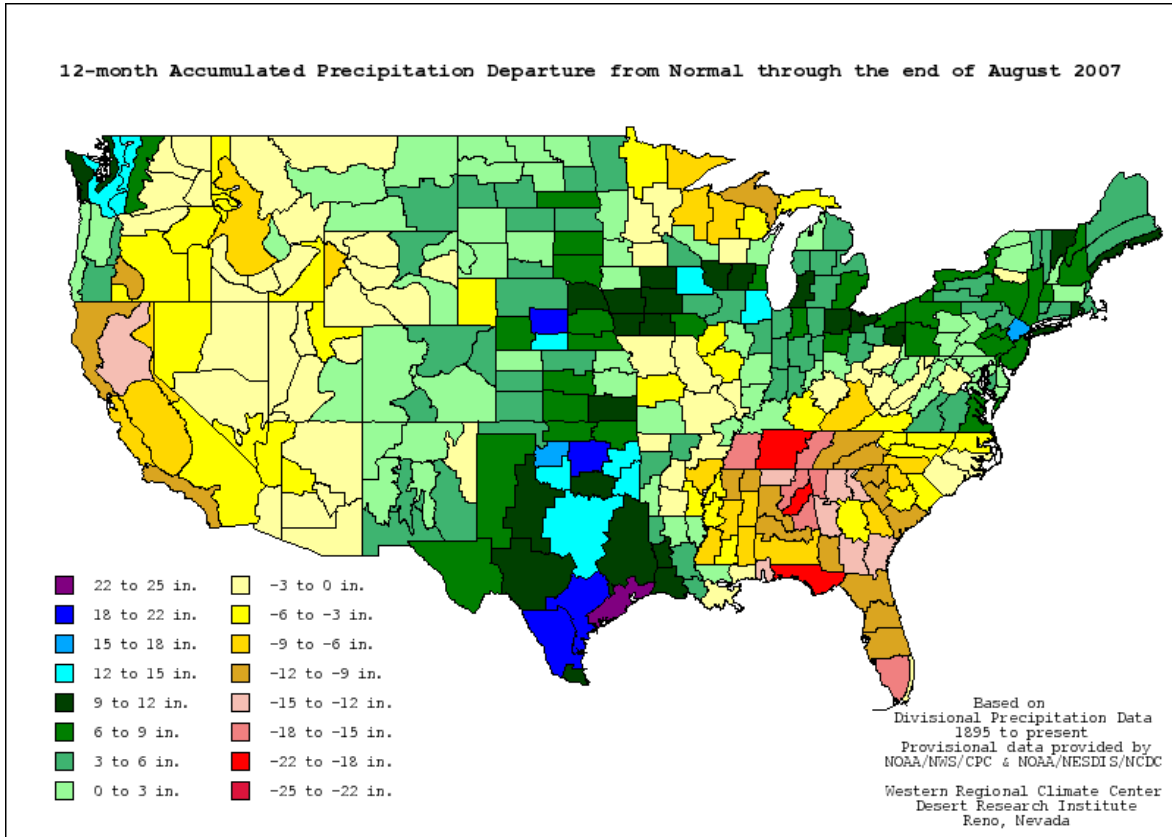 12-month Accumulated Precipitation Departure from Normal through the end of August 2007
22 to 25 in.
18 to 22 in.
15 to 18 in.
12 to 15 in.
9 to 12 in.
6 to 9 in.
3 to 6 in.
0 to 3 in.
-3 to 0 in.
-6 to -3 in.
-9 to -6 in.
-12 to -9 in.
-15 to -12 in.
-18 to -15 in.
-22 to -18 in.
-25 to -22 in.
Based on
Divisional Precipitation Data
1895 to present
Provisional data provided by
NOAA/NWS/CPC & NOAA/NESDIS/NCDC
Western Regional Climate Center
Desert Research Institute
Reno, Nevada